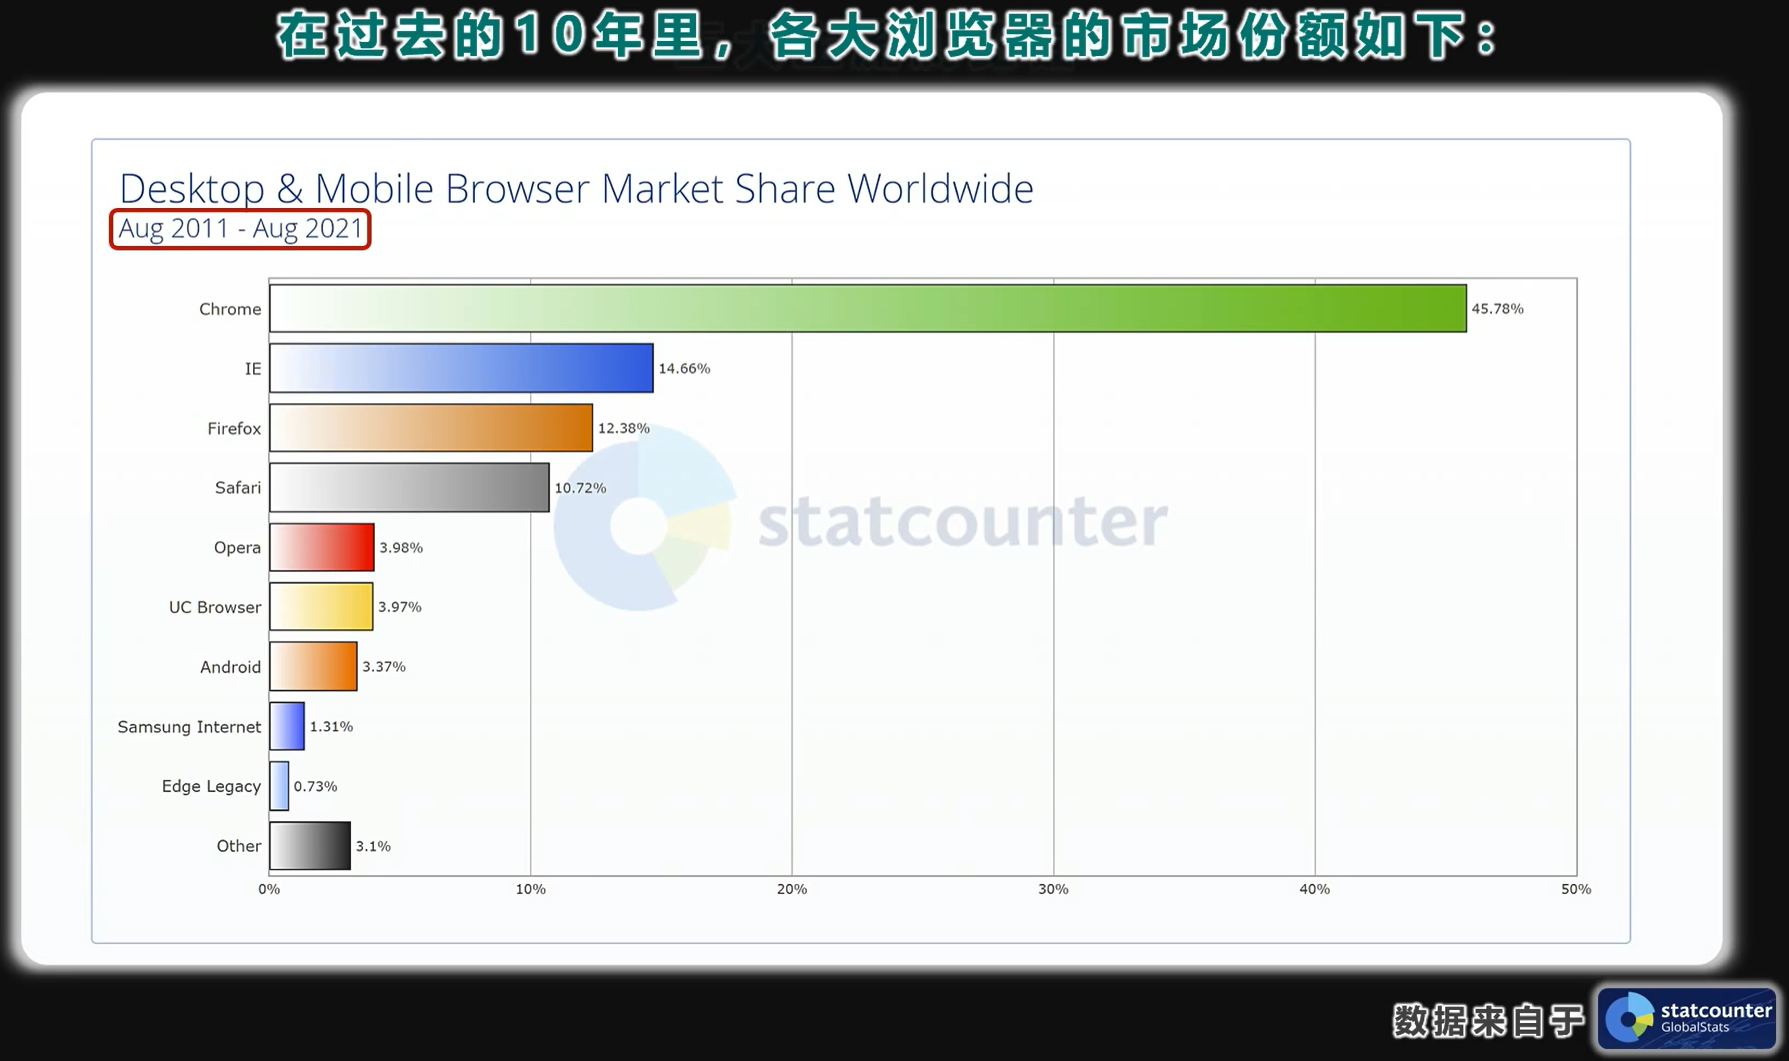 在过去的10年里，各大浏览器的市场份额如下：
Desktop & Mobile Browser Market Share Worldwide
Aug 2011 - Aug 2021
Chrome 45.78%
IE 14.66%
Firefox 12.38%
Safari 10.72%
statcounter
Opera 3.98%
UC Browser 3.97%
Android 3.37%
Samsung Internet 1.31%
Edge Legacy 0.73%
Other 3.1%
0% 10% 20% 30% 40% 50%
数据来自于
statcounter
GlobalStats